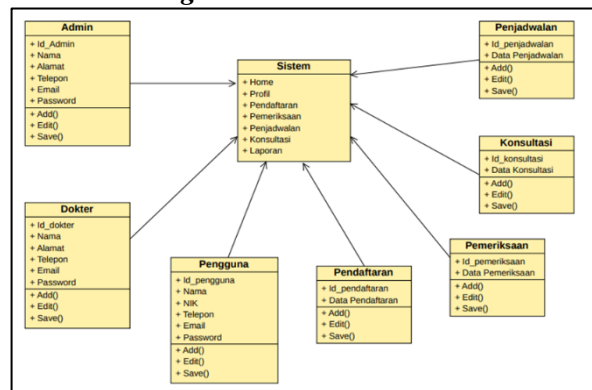 Admin
+ Id_Admin
+ Nama
+ Alamat
+ Telepon
+ Email
+ Password
+ Add()
+ Edit()
+ Save()
Sistem
+ Home
+ Profil
+ Pendaftaran
+ Pemeriksaan
+ Penjadwalan
+ Konsultasi
+ Laporan
Penjadwalan
+ Id_penjadwalan
+ Data Penjadwalan
+ Add()
+ Edit()
+ Save()
Konsultasi
+ Id_konsultasi
+ Data Konsultasi
+ Add()
+ Edit()
+ Save()
Dokter
+ Id_dokter
+ Nama
+ Alamat
+ Telepon
+ Email
+ Password
+ Add()
+ Edit()
+ Save()
Pengguna
+ Id_pengguna
+ Nama
+ NIK
+ Telepon
+ Email
+ Password
+ Add()
+ Edit()
+ Save()
Pendaftaran
+ Id_pendaftaran
+ Data Pendaftaran
+ Add()
+ Edit()
+ Save()
Pemeriksaan
+ Id_pemeriksaan
+ Data Pemeriksaan
+ Add()
+ Edit()
+ Save()